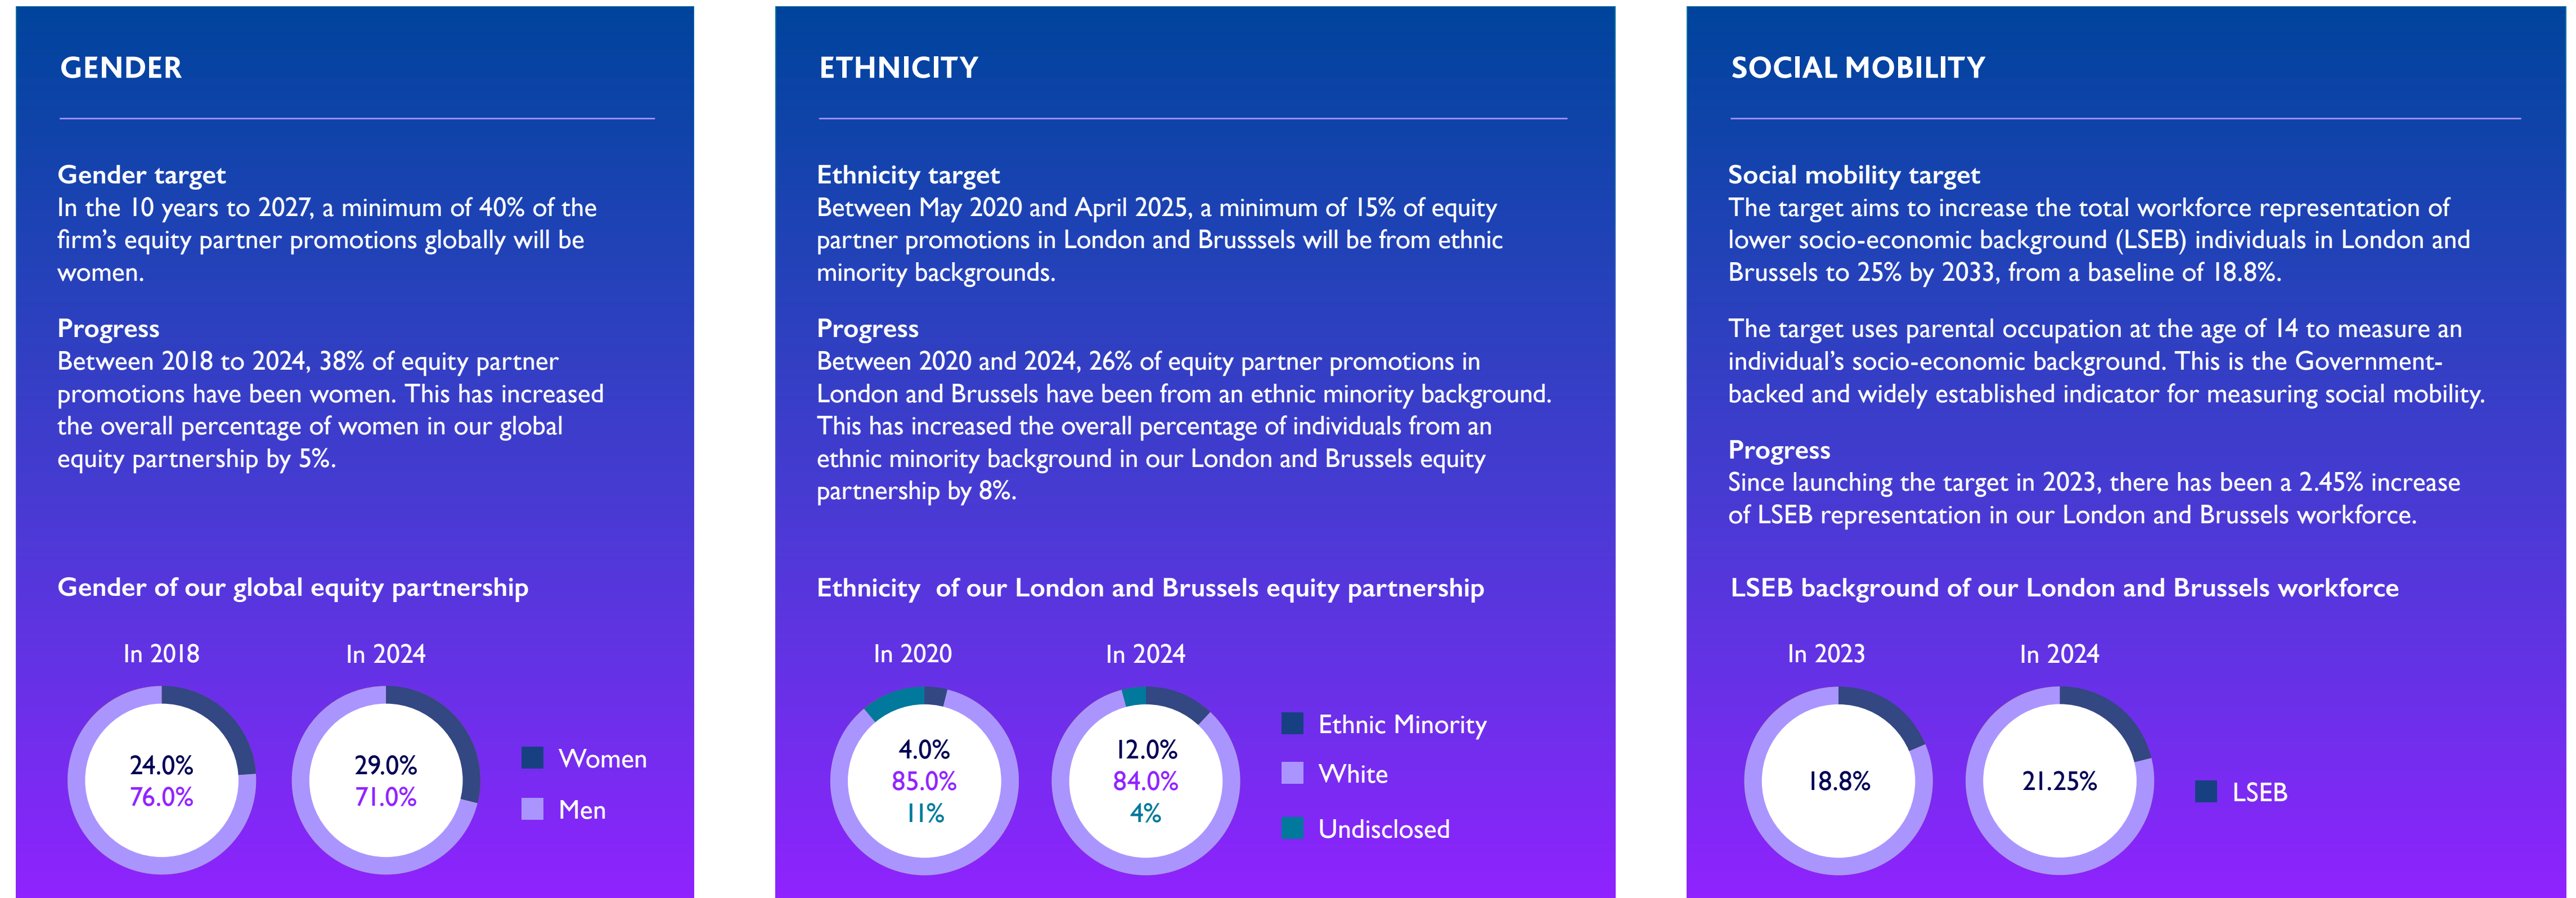 GENDER
Gender target
In the 10 years to 2027, a minimum of 40% of the
firm's equity partner promotions globally will be
women.
Progress
Between 2018 to 2024, 38% of equity partner
promotions have been women. This has increased
the overall percentage of women in our global
equity partnership by 5%.
Gender of our global equity partnership
In 2018
In 2024
24.0%
76.0%
29.0%
71.0%
Women
Men
ETHNICITY
Ethnicity target
Between May 2020 and April 2025, a minimum of 15% of equity
partner promotions in London and Brusssels will be from ethnic
minority backgrounds.
Progress
Between 2020 and 2024, 26% of equity partner promotions in
London and Brussels have been from an ethnic minority background.
This has increased the overall percentage of individuals from an
ethnic minority background in our London and Brussels equity
partnership by 8%.
Ethnicity  of our London and Brussels equity partnership
In 2020
In 2024
4.0%
85.0%
11%
12.0%
84.0%
4%
Ethnic Minority
White
Undisclosed
SOCIAL MOBILITY
Social mobility target
The target aims to increase the total workforce representation of
lower socio-economic background (LSEB) individuals in London and
Brussels to 25% by 2033, from a baseline of 18.8%.
The target uses parental occupation at the age of 14 to measure an
individual's socio-economic background. This is the Government-
backed and widely established indicator for measuring social mobility.
Progress
Since launching the target in 2023, there has been a 2.45% increase
of LSEB representation in our London and Brussels workforce.
LSEB background of our London and Brussels workforce
In 2023
In 2024
18.8%
21.25%
LSEB